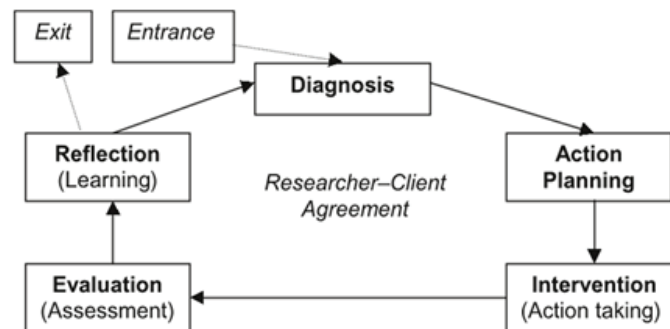 Exit
Entrance
Diagnosis
Reflection
(Learning)
Action
Planning
Researcher–Client
Agreement
Evaluation
(Assessment)
Intervention
(Action taking)